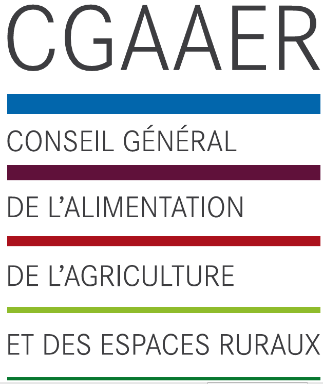 CGAAER
CONSEIL GÉNÉRAL
DE L'ALIMENTATION
DE L'AGRICULTURE
ET DES ESPACES RURAUX